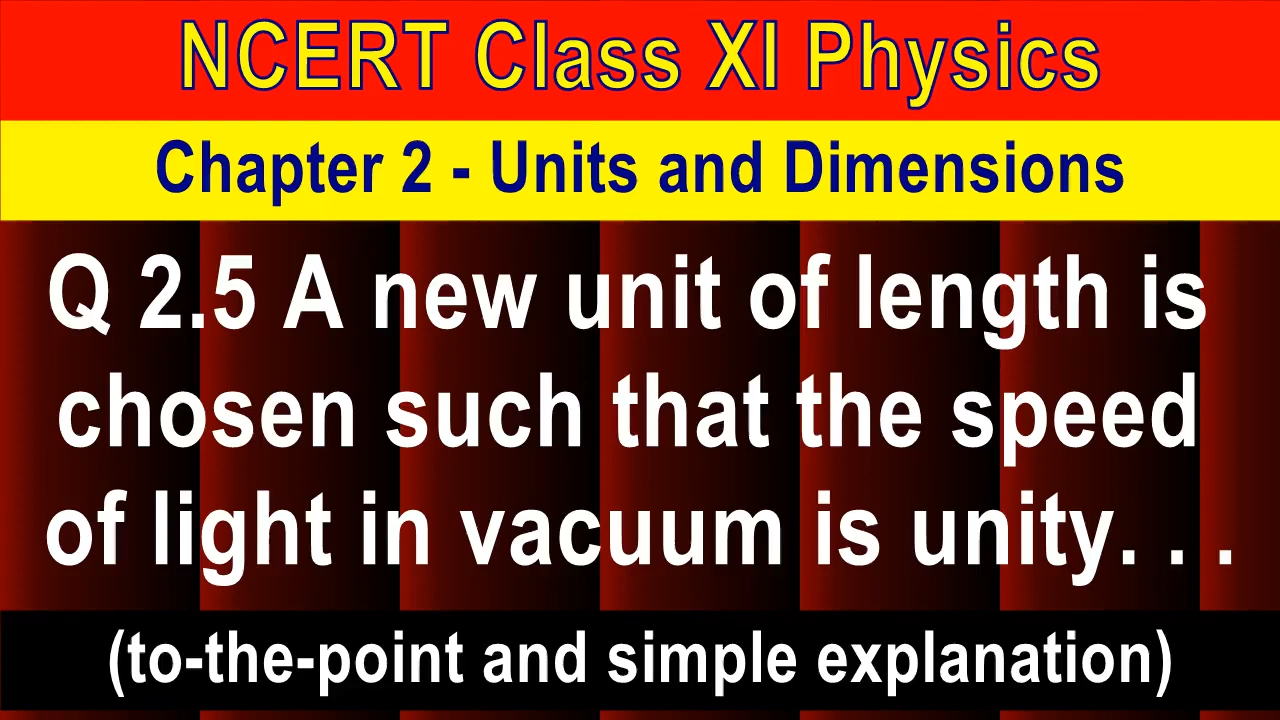 NCERT Class XI Physics
Chapter 2 - Units and Dimensions
Q 2.5 A new unit of length is
chosen such that the speed
of light in vacuum is unity. . .
(to-the-point and simple explanation)